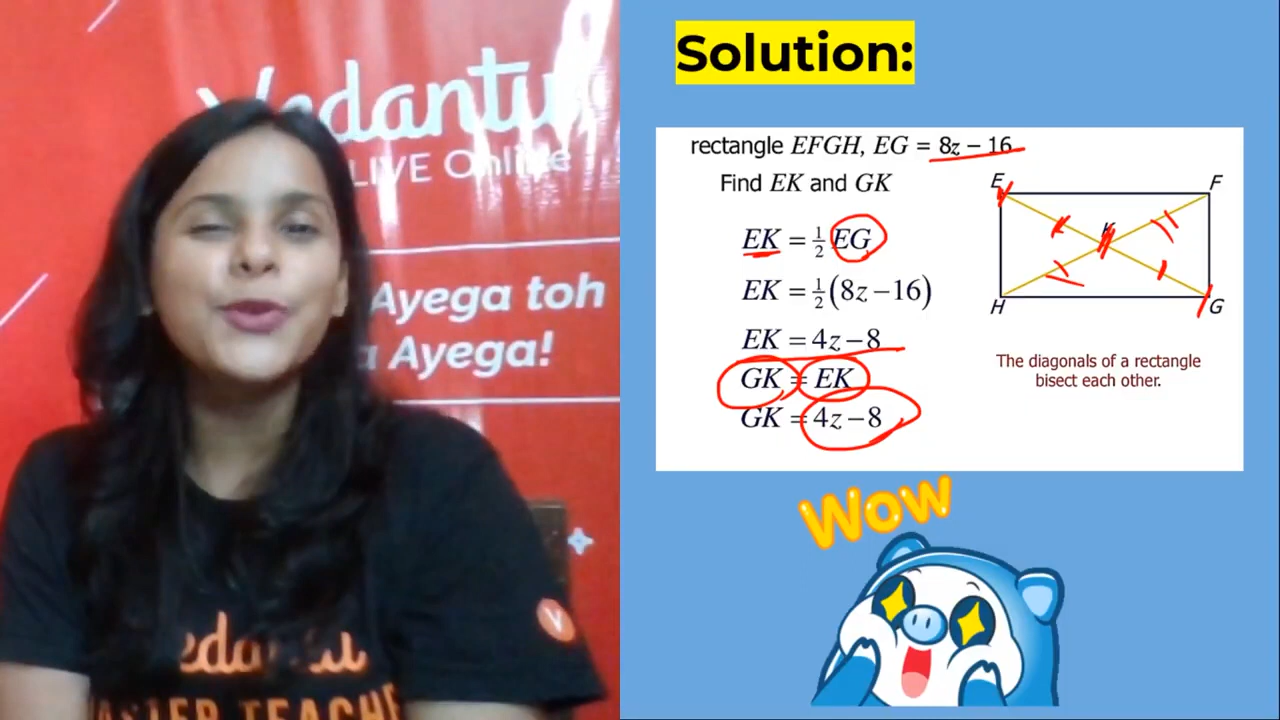 Vedantu
LIVE Online
Ayega toh
Ayega!
MASTER TEACHER
V
Solution:
rectangle EFGH, EG = 8z − 16
Find EK and GK
EK = ½ EG
EK = ½(8z − 16)
EK = 4z − 8
GK = EK
GK = 4z − 8
E
F
K
H
G
The diagonals of a rectangle
bisect each other.
Wow